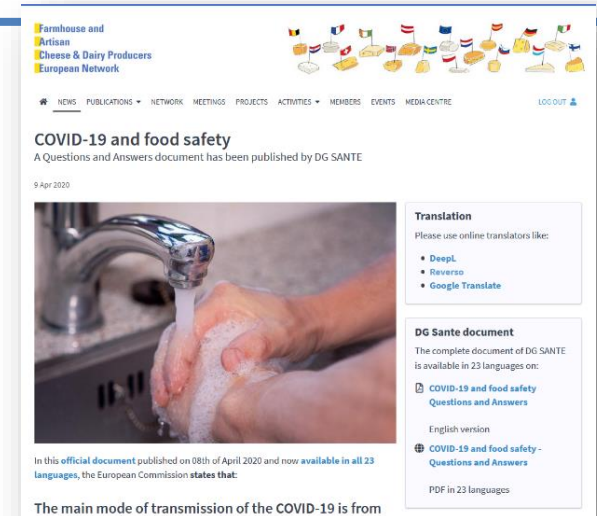 Farmhouse and
Artisan
Cheese & Dairy Producers
European Network
NEWS PUBLICATIONS NETWORK MEETINGS PROJECTS ACTIVITIES MEMBERS EVENTS MEDIA CENTRE LOG OUT
COVID-19 and food safety
A Questions and Answers document has been published by DG SANTE
9 Apr 2020
In this official document published on 08th of April 2020 and now available in all 23
languages, the European Commission states that:
The main mode of transmission of the COVID-19 is from
Translation
Please use online translators like:
• DeepL
• Reverso
• Google Translate
DG Sante document
The complete document of DG SANTE
is available in 23 languages on:
COVID-19 and food safety
Questions and Answers
English version
COVID-19 and food safety -
Questions and Answers
PDF in 23 languages